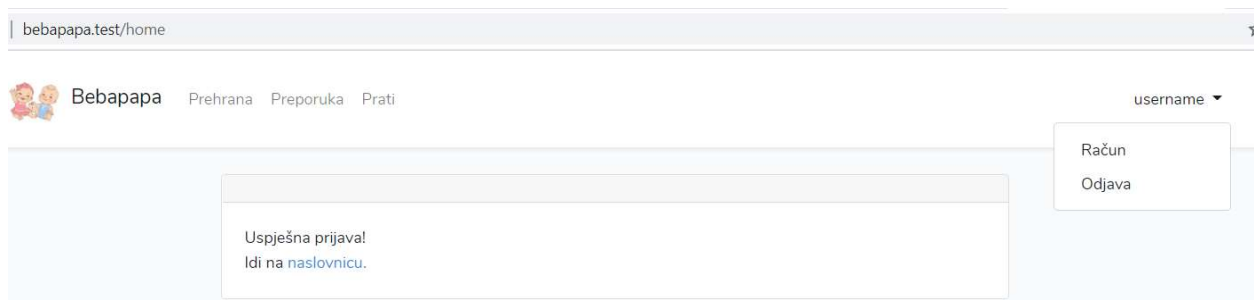 bebapapa.test/home
Bebapapa Prehrana Preporuka Prati username
Račun
Odjava
Uspješna prijava!
Idi na naslovnicu.